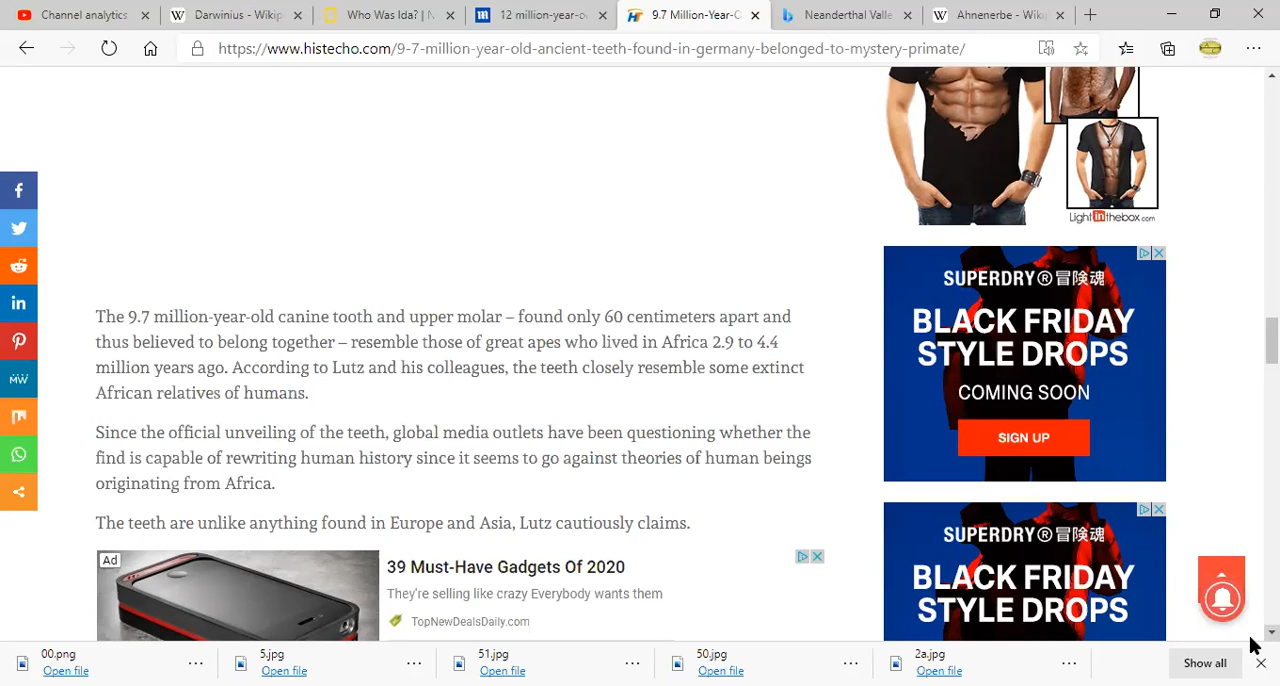 Channel analytics
Darwinius - Wikip
Who Was Ida? | N
12 million-year-o
9.7 Million-Year-O
Neanderthal Valle
Ahnenerbe - Wiki
https://www.histecho.com/9-7-million-year-old-ancient-teeth-found-in-germany-belonged-to-mystery-primate/
Lightinthebox.com
SUPERDRY®冒険魂
BLACK FRIDAY
STYLE DROPS
COMING SOON
SIGN UP
The 9.7 million-year-old canine tooth and upper molar – found only 60 centimeters apart and
thus believed to belong together – resemble those of great apes who lived in Africa 2.9 to 4.4
million years ago. According to Lutz and his colleagues, the teeth closely resemble some extinct
African relatives of humans.
Since the official unveiling of the teeth, global media outlets have been questioning whether the
find is capable of rewriting human history since it seems to go against theories of human beings
originating from Africa.
The teeth are unlike anything found in Europe and Asia, Lutz cautiously claims.
SUPERDRY®冒険魂
BLACK FRIDAY
STYLE DROPS
Ad
39 Must-Have Gadgets Of 2020
They're selling like crazy Everybody wants them
TopNewDealsDaily.com
MW
00.png
Open file
5.jpg
Open file
51.jpg
Open file
50.jpg
Open file
2a.jpg
Open file
Show all